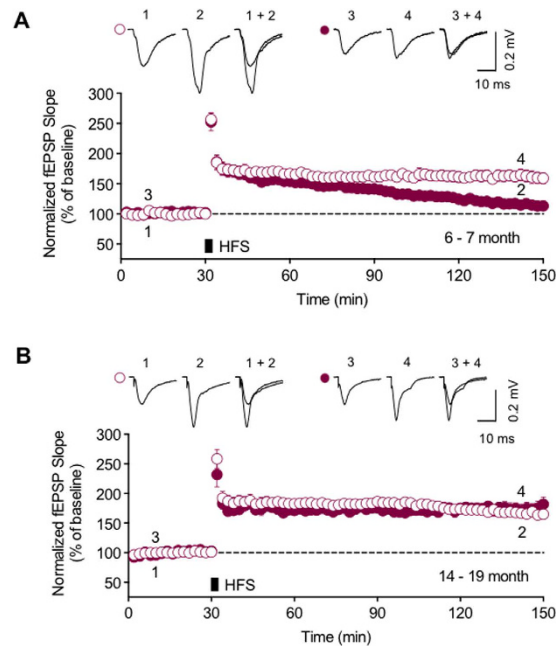 A
1 2 1 + 2 3 4 3 + 4
0.2 mV
10 ms
Normalized fEPSP Slope
(% of baseline)
300
250
200
150
100
50
3
1
4
2
HFS
6 - 7 month
0 30 60 90 120 150
Time (min)
B
1 2 1 + 2 3 4 3 + 4
0.2 mV
10 ms
Normalized fEPSP Slope
(% of baseline)
300
250
200
150
100
50
3
1
4
2
HFS
14 - 19 month
0 30 60 90 120 150
Time (min)